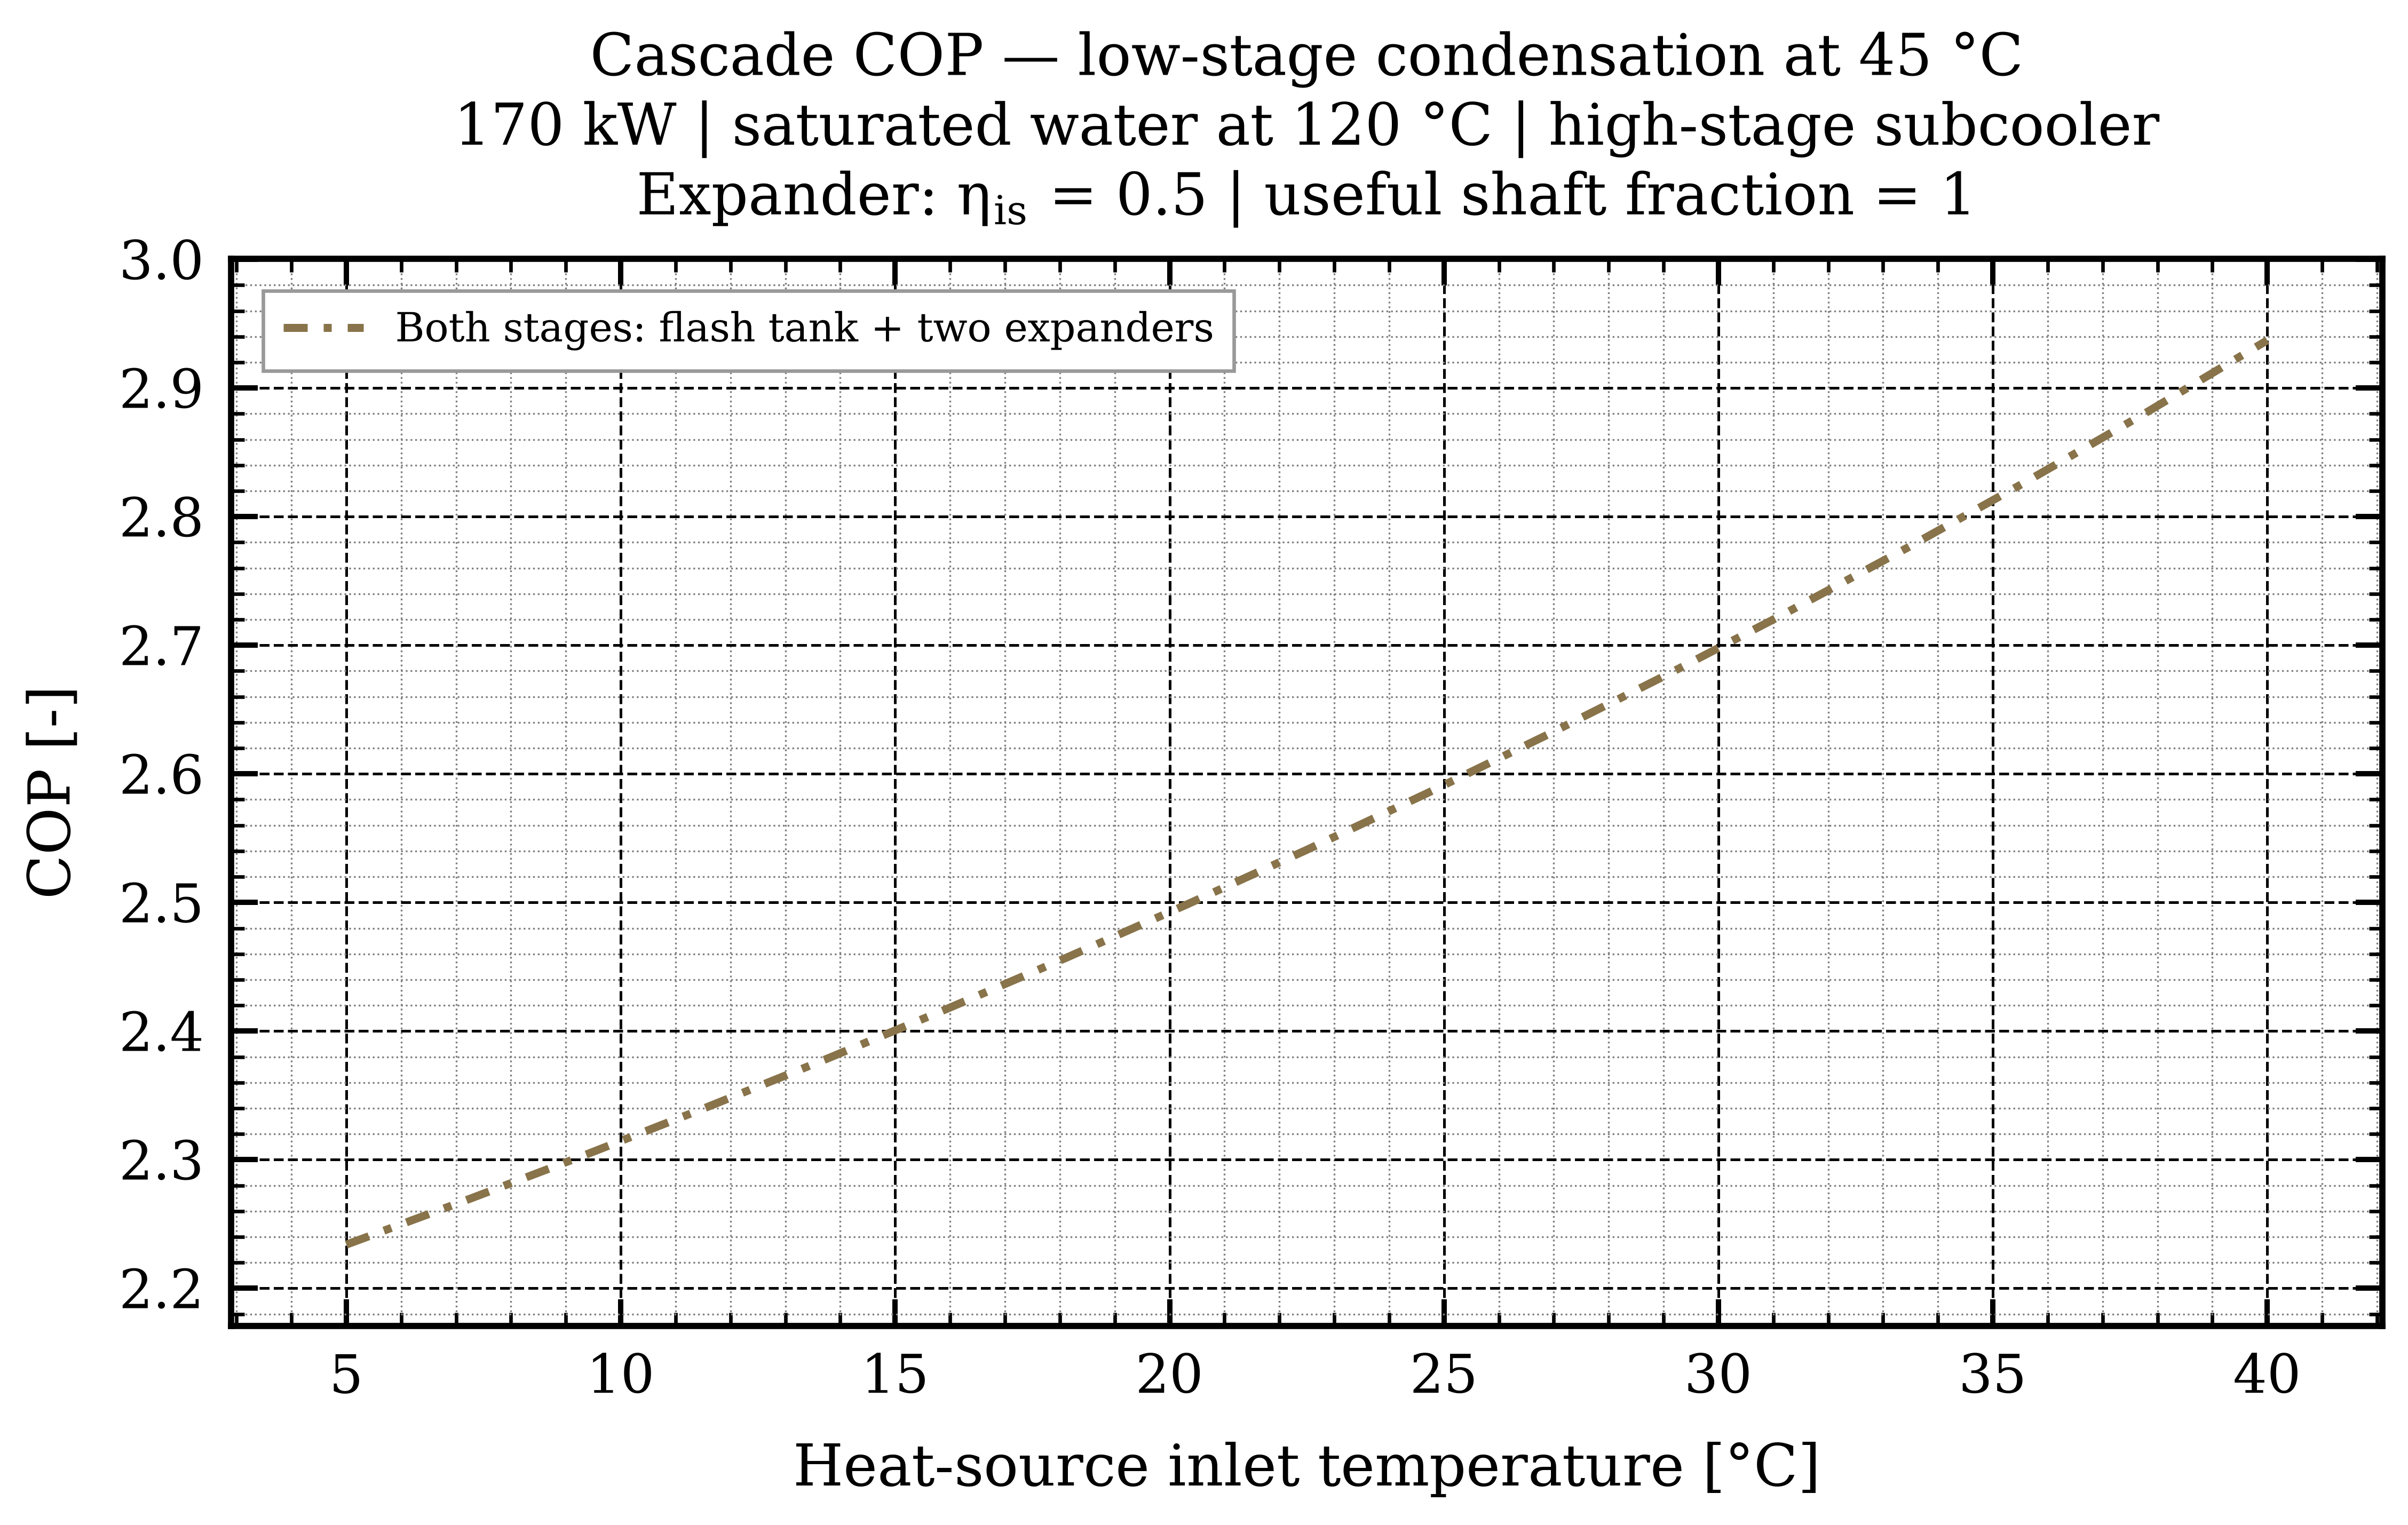 Cascade COP — low-stage condensation at 45 °C
170 kW | saturated water at 120 °C | high-stage subcooler
Expander: ηis = 0.5 | useful shaft fraction = 1
Both stages: flash tank + two expanders
3.0
2.9
2.8
2.7
2.6
2.5
2.4
2.3
2.2
COP [-]
5 10 15 20 25 30 35 40
Heat-source inlet temperature [°C]